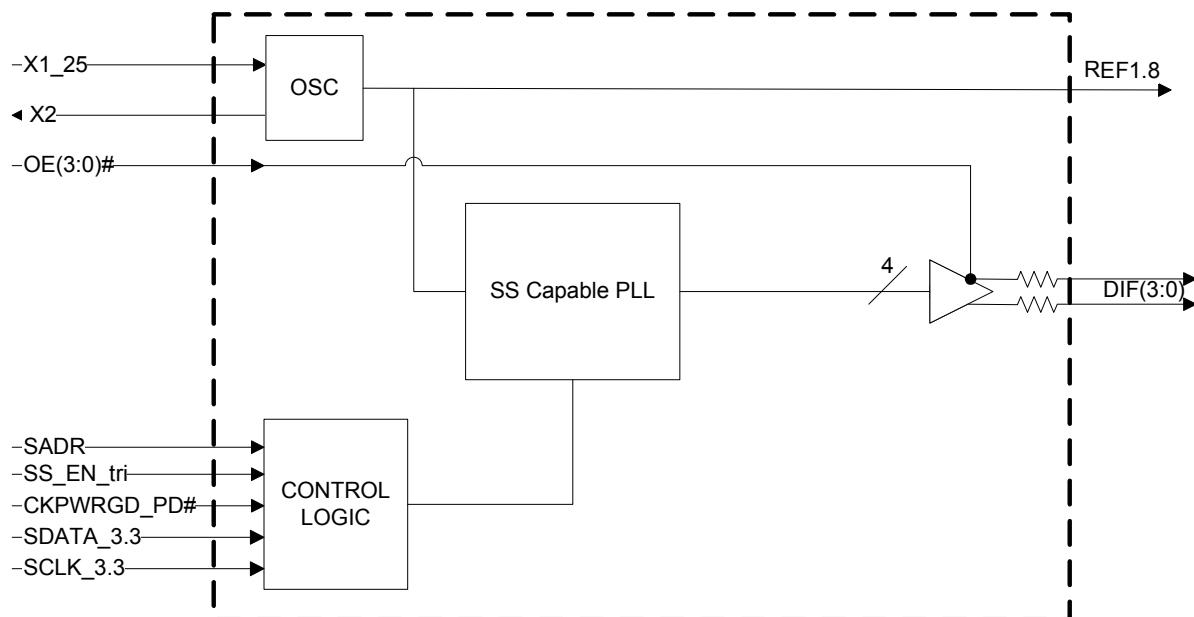 X1_25
OSC
REF1.8
X2
OE(3:0)#
4
SS Capable PLL
DIF(3:0)
SADR
SS_EN_tri
CKPWRGD_PD#
SDATA_3.3
SCLK_3.3
CONTROL
LOGIC